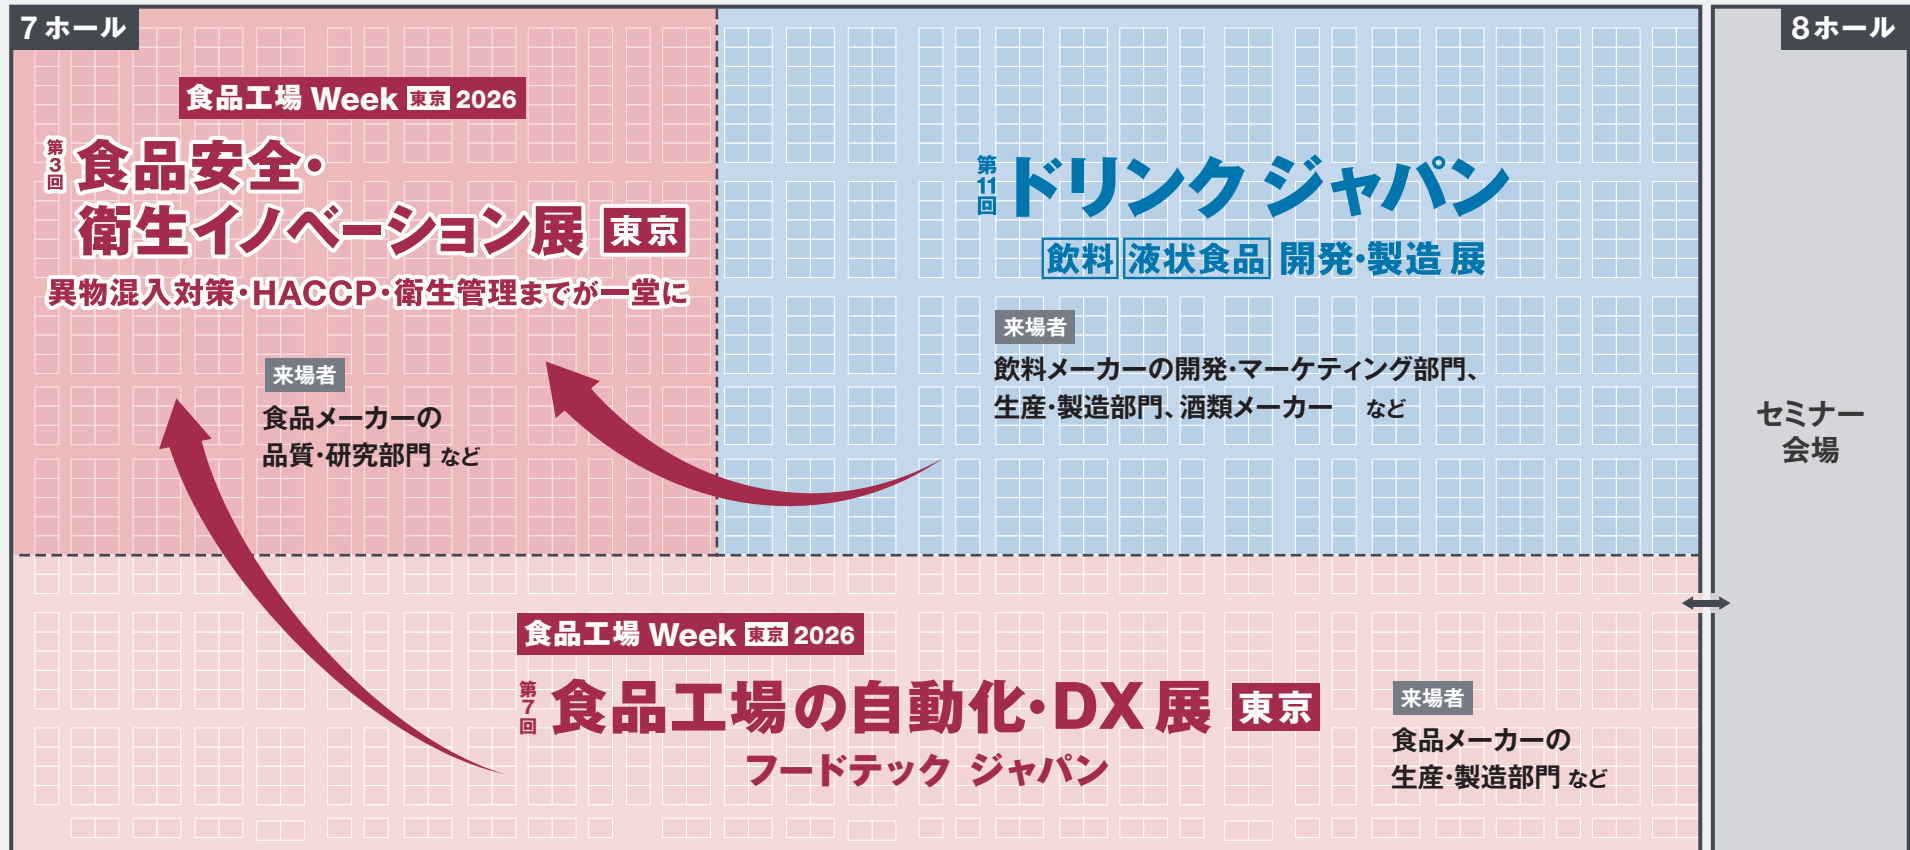 7 ホール
食品工場 Week 東京 2026
第3回 食品安全・
衛生イノベーション展 東京
異物混入対策・HACCP・衛生管理までが一堂に
来場者
食品メーカーの
品質・研究部門 など
第11回 ドリンク ジャパン
飲料 液状食品 開発・製造 展
来場者
飲料メーカーの開発・マーケティング部門、
生産・製造部門、酒類メーカー など
食品工場 Week 東京 2026
第7回 食品工場の自動化・DX 展 東京
フードテック ジャパン
来場者
食品メーカーの
生産・製造部門 など
8ホール
セミナー
会場